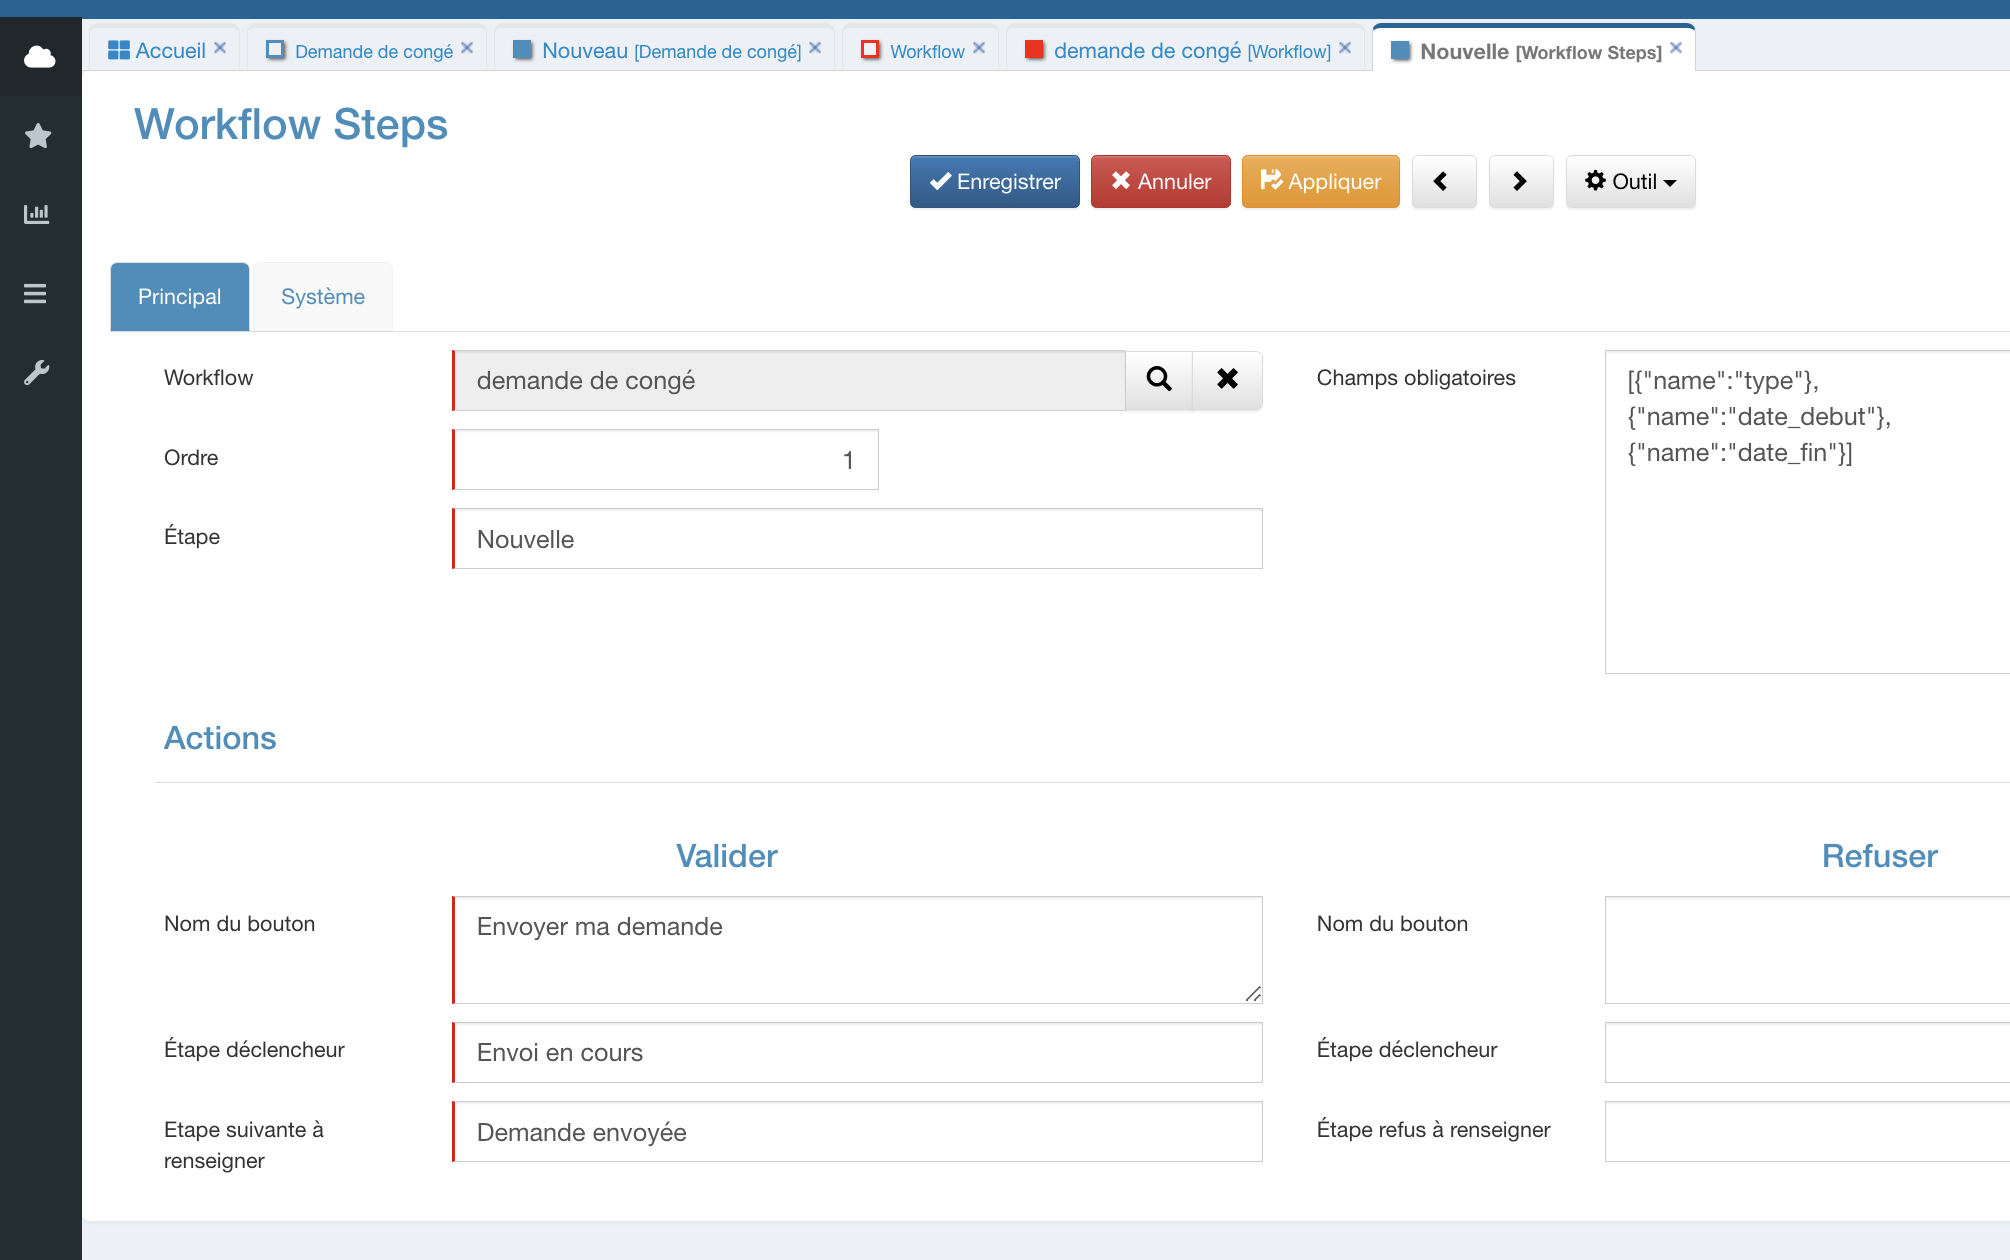 Accueil
Demande de congé
Nouveau [Demande de congé]
Workflow
demande de congé [Workflow]
Nouvelle [Workflow Steps]
Workflow Steps
Enregistrer
Annuler
Appliquer
Outil
Principal
Système
Workflow
demande de congé
Champs obligatoires
[{"name":"type"},
{"name":"date_debut"},
{"name":"date_fin"}]
Ordre
1
Étape
Nouvelle
Actions
Valider
Refuser
Nom du bouton
Envoyer ma demande
Nom du bouton
Étape déclencheur
Envoi en cours
Étape déclencheur
Etape suivante à
renseigner
Demande envoyée
Étape refus à renseigner